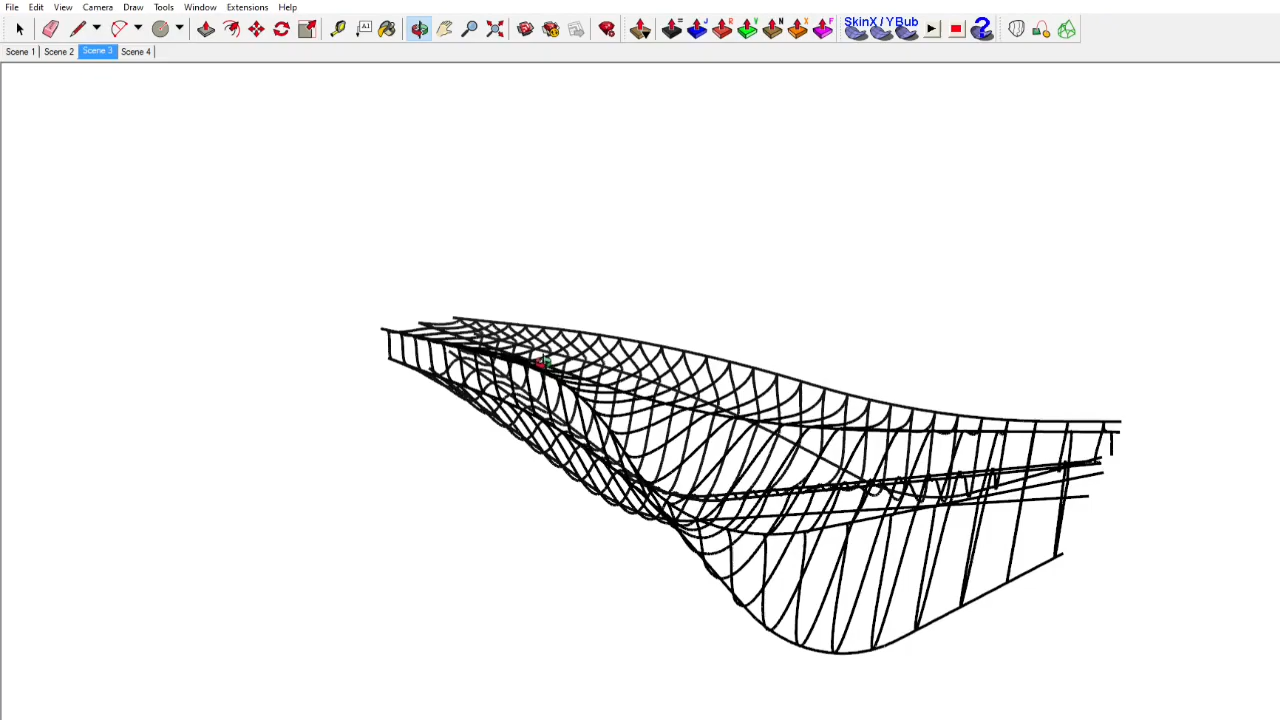 File Edit View Camera Draw Tools Window Extensions Help
A1 = J R V N X F SkinX / YBub ?
Scene 1 Scene 2 Scene 3 Scene 4